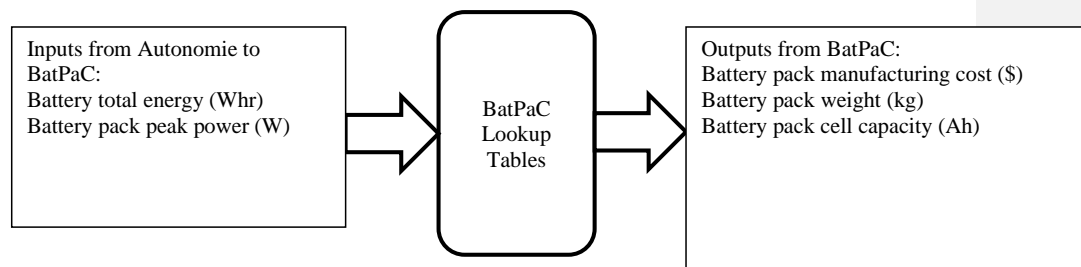 Inputs from Autonomie to
BatPaC:
Battery total energy (Whr)
Battery pack peak power (W)
BatPaC
Lookup
Tables
Outputs from BatPaC:
Battery pack manufacturing cost ($)
Battery pack weight (kg)
Battery pack cell capacity (Ah)